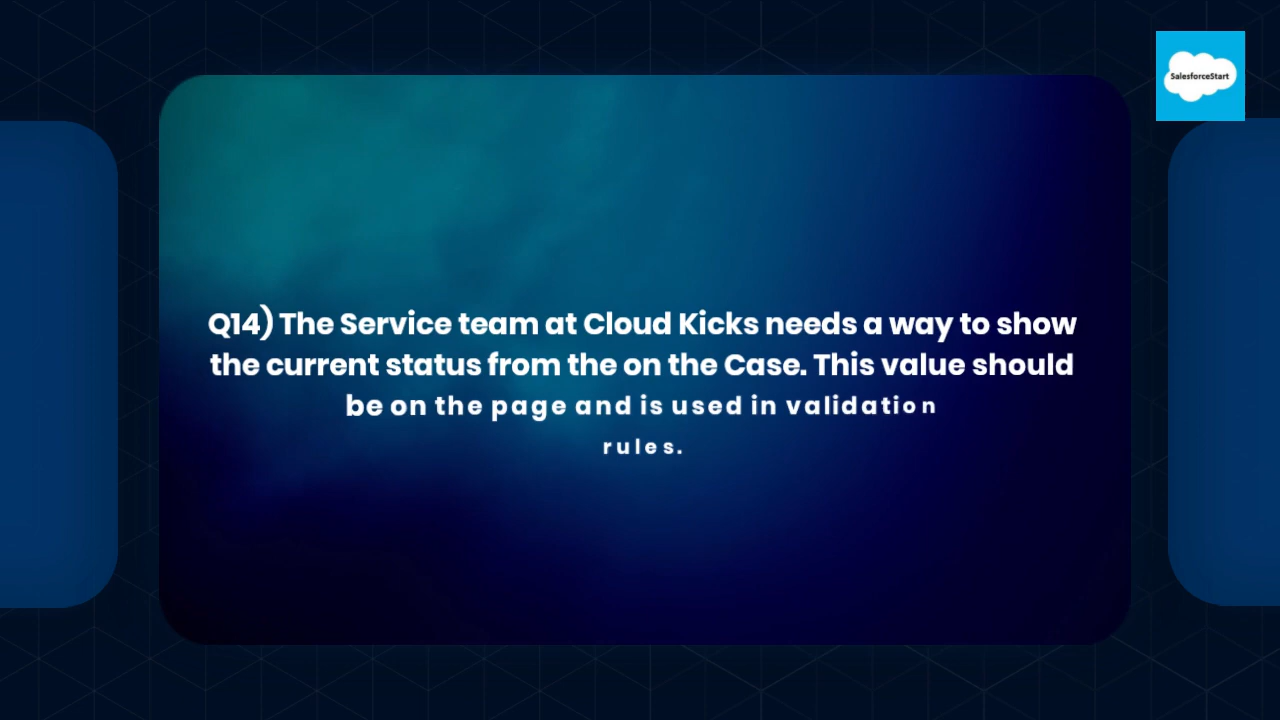 SalesforceStart
Q14) The Service team at Cloud Kicks needs a way to show
the current status from the on the Case. This value should
be on the page and is used in validation
rules.